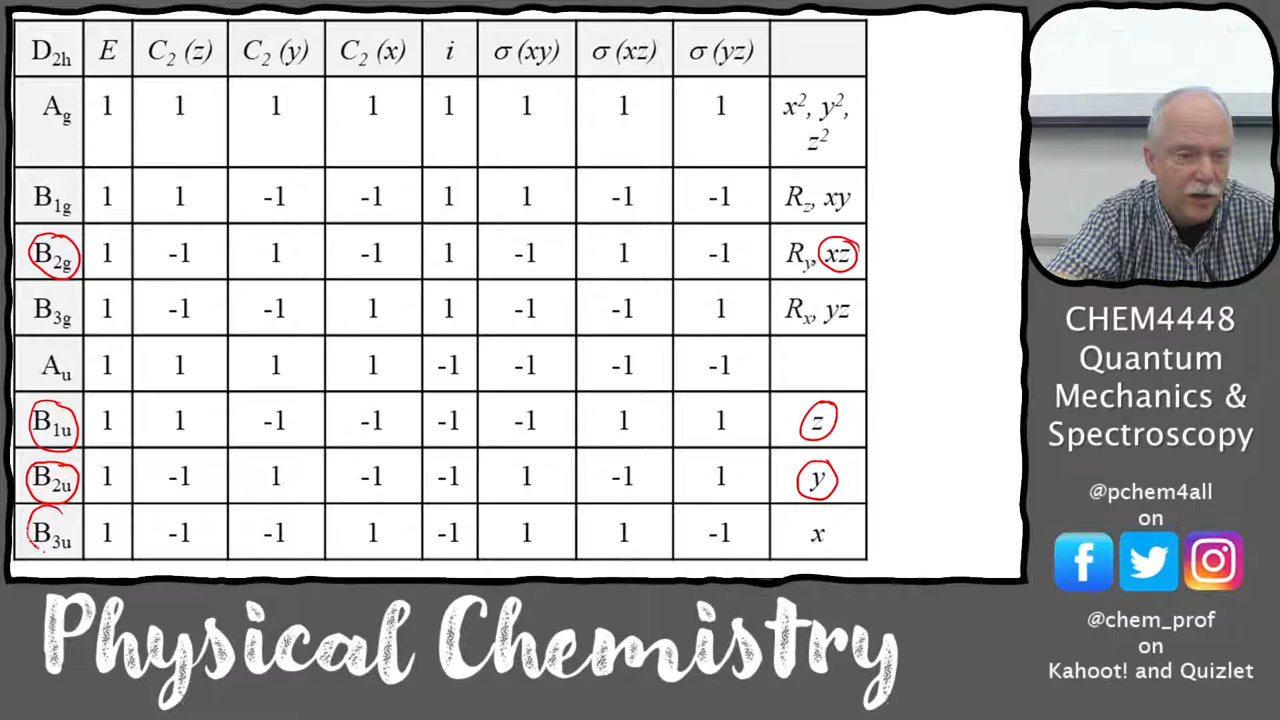 D2h E C2 (z) C2 (y) C2 (x) i σ (xy) σ (xz) σ (yz)
Ag 1 1 1 1 1 1 1 1 x², y²,
z²
B1g 1 1 -1 -1 1 1 -1 -1 Rz, xy
B2g 1 -1 1 -1 1 -1 1 -1 Ry, xz
B3g 1 -1 -1 1 1 -1 -1 1 Rx, yz
Au 1 1 1 1 -1 -1 -1 -1
B1u 1 1 -1 -1 -1 -1 1 1 z
B2u 1 -1 1 -1 -1 1 -1 1 y
B3u 1 -1 -1 1 -1 1 1 -1 x
CHEM4448
Quantum
Mechanics &
Spectroscopy
@pchem4all
on
@chem_prof
on
Kahoot! and Quizlet
Physical Chemistry